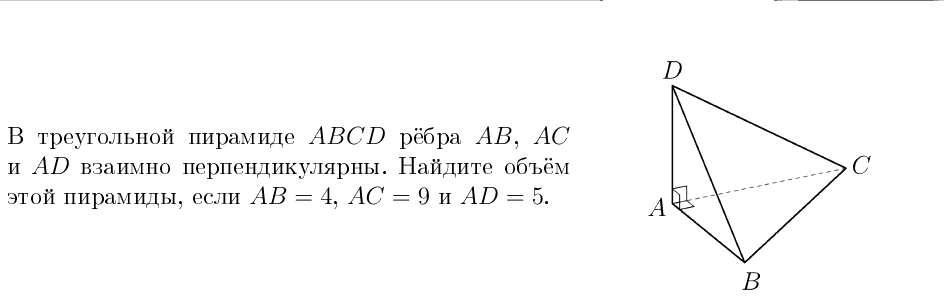 В треугольной пирамиде ABCD рёбра AB, AC
и AD взаимно перпендикулярны. Найдите объём
этой пирамиды, если AB = 4, AC = 9 и AD = 5.
D
C
A
B